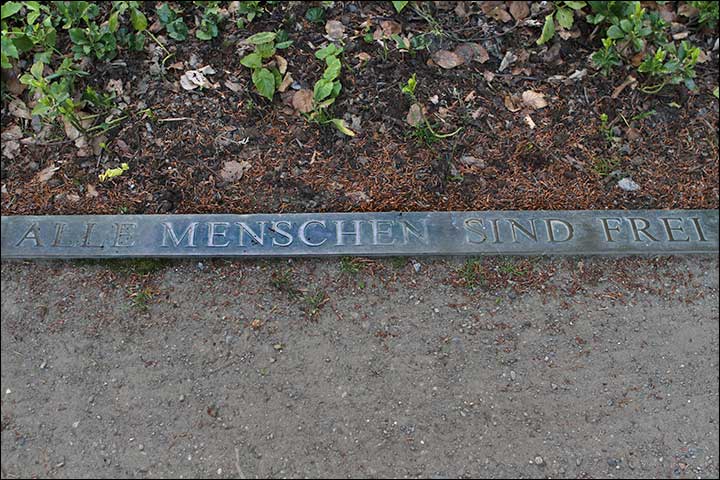 ALLE MENSCHEN SIND FREI